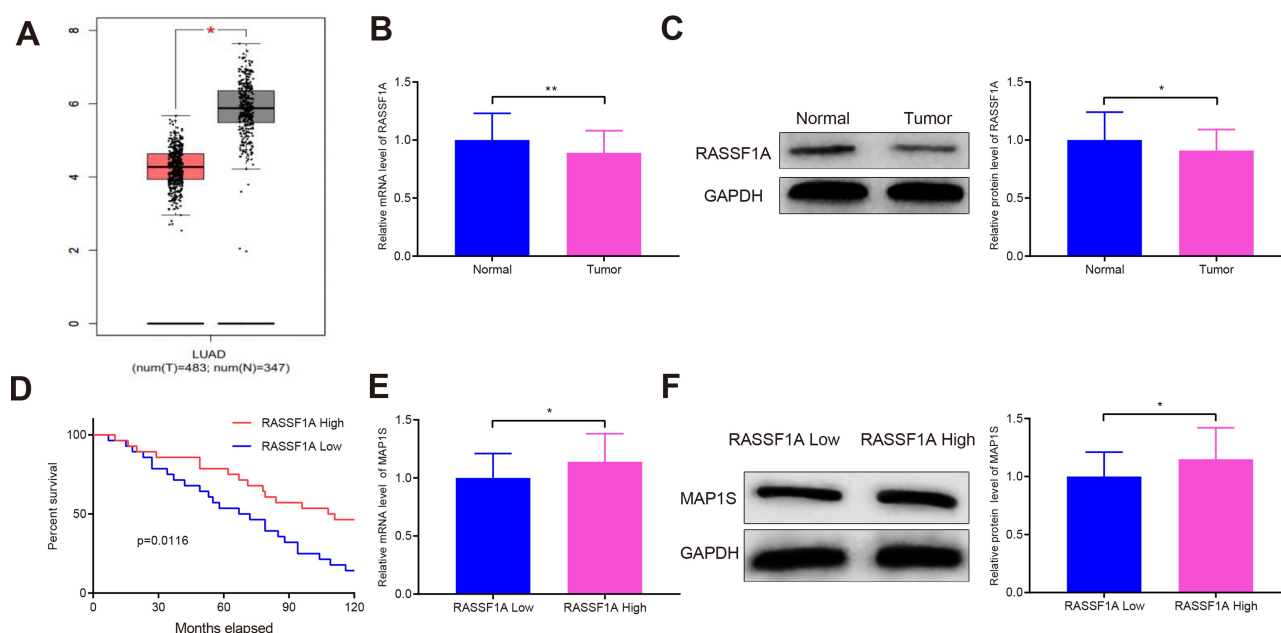 A
8
6
4
2
0
*
LUAD
(num(T)=483; num(N)=347)
B
Relative mRNA level of RASSF1A
1.5
1.0
0.5
0.0
**
Normal
Tumor
C
Normal
Tumor
RASSF1A
GAPDH
Relative protein level of RASSF1A
1.5
1.0
0.5
0.0
*
Normal
Tumor
D
Percent survival
100
50
0
RASSF1A High
RASSF1A Low
p=0.0116
0
30
60
90
120
Months elapsed
E
Relative mRNA level of MAP1S
1.5
1.0
0.5
0.0
*
RASSF1A Low
RASSF1A High
F
RASSF1A Low
RASSF1A High
MAP1S
GAPDH
Relative protein level of MAP1S
1.5
1.0
0.5
0.0
*
RASSF1A Low
RASSF1A High